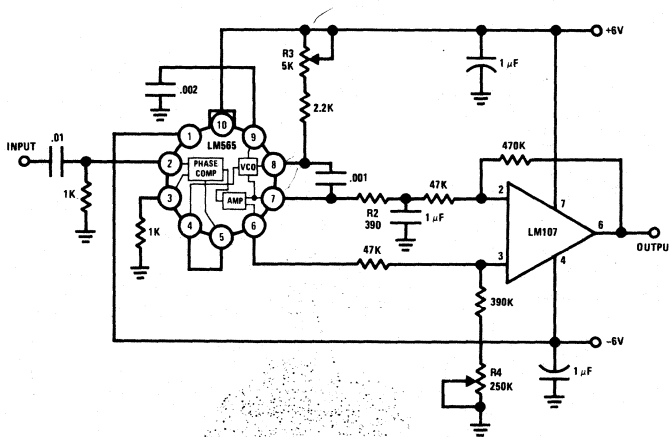 +6V
R3
5K
1 µF
.002
2.2K
10
1
9
LM565
INPUT
.01
470K
2
PHASE
COMP
VCO
8
.001
1K
3
AMP
7
47K
R2
390
1 µF
2
7
LM107
6
OUTPU
1K
4
5
6
47K
3
4
390K
-6V
R4
250K
1 µF